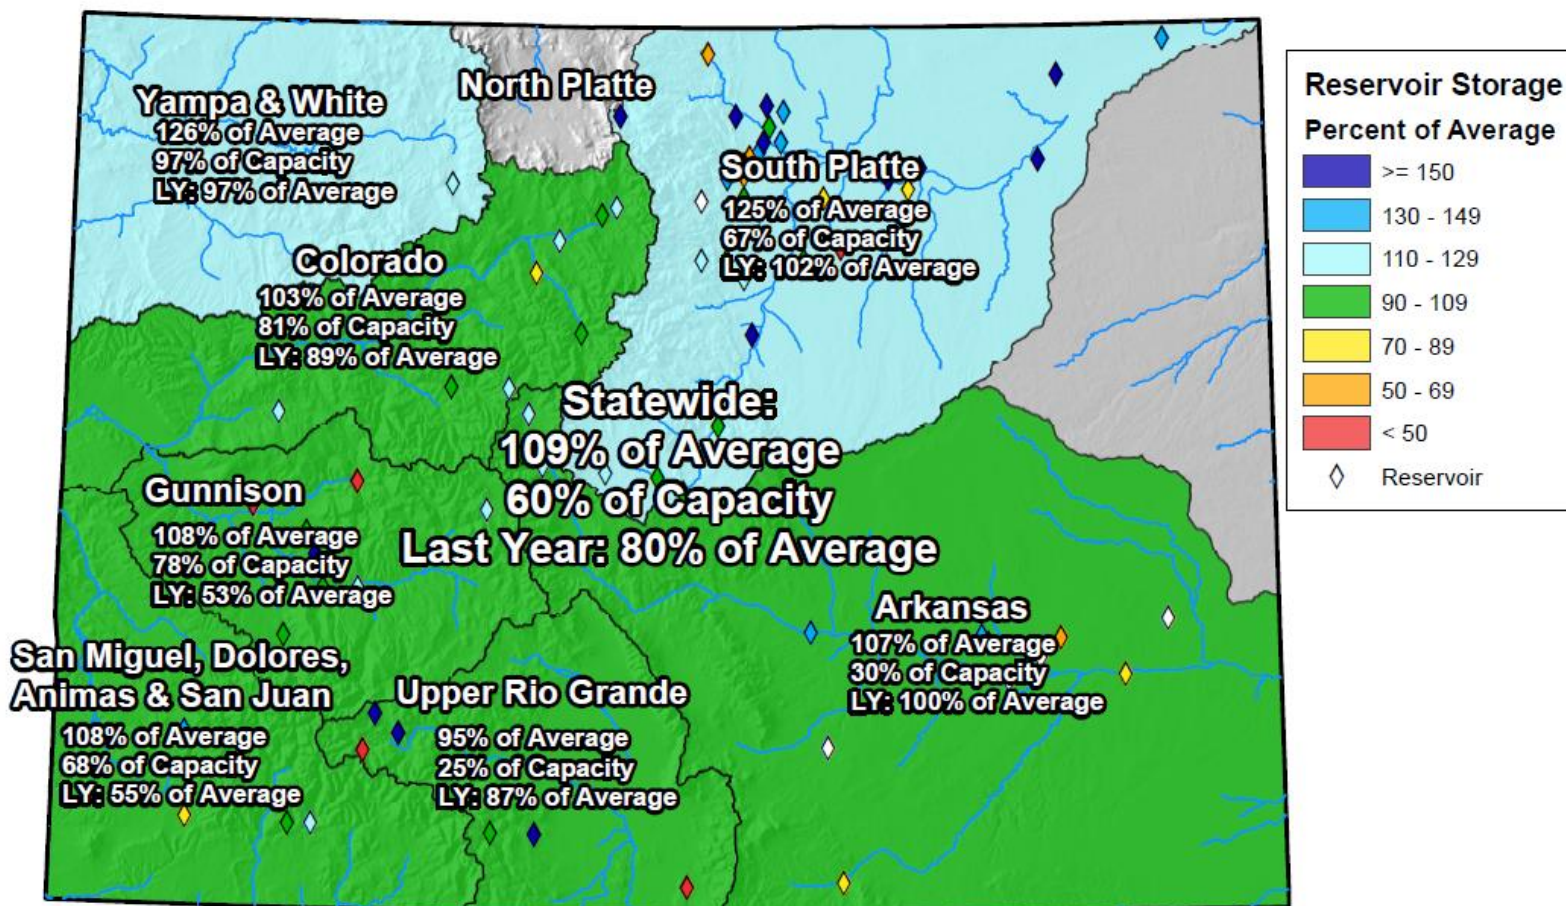 Yampa & White
126% of Average
97% of Capacity
LY: 97% of Average
North Platte
South Platte
125% of Average
67% of Capacity
LY: 102% of Average
Colorado
103% of Average
81% of Capacity
LY: 89% of Average
Statewide:
109% of Average
60% of Capacity
Last Year: 80% of Average
Gunnison
108% of Average
78% of Capacity
LY: 53% of Average
San Miguel, Dolores,
Animas & San Juan
108% of Average
68% of Capacity
LY: 55% of Average
Upper Rio Grande
95% of Average
25% of Capacity
LY: 87% of Average
Arkansas
107% of Average
30% of Capacity
LY: 100% of Average
Reservoir Storage
Percent of Average
>= 150
130 - 149
110 - 129
90 - 109
70 - 89
50 - 69
< 50
Reservoir